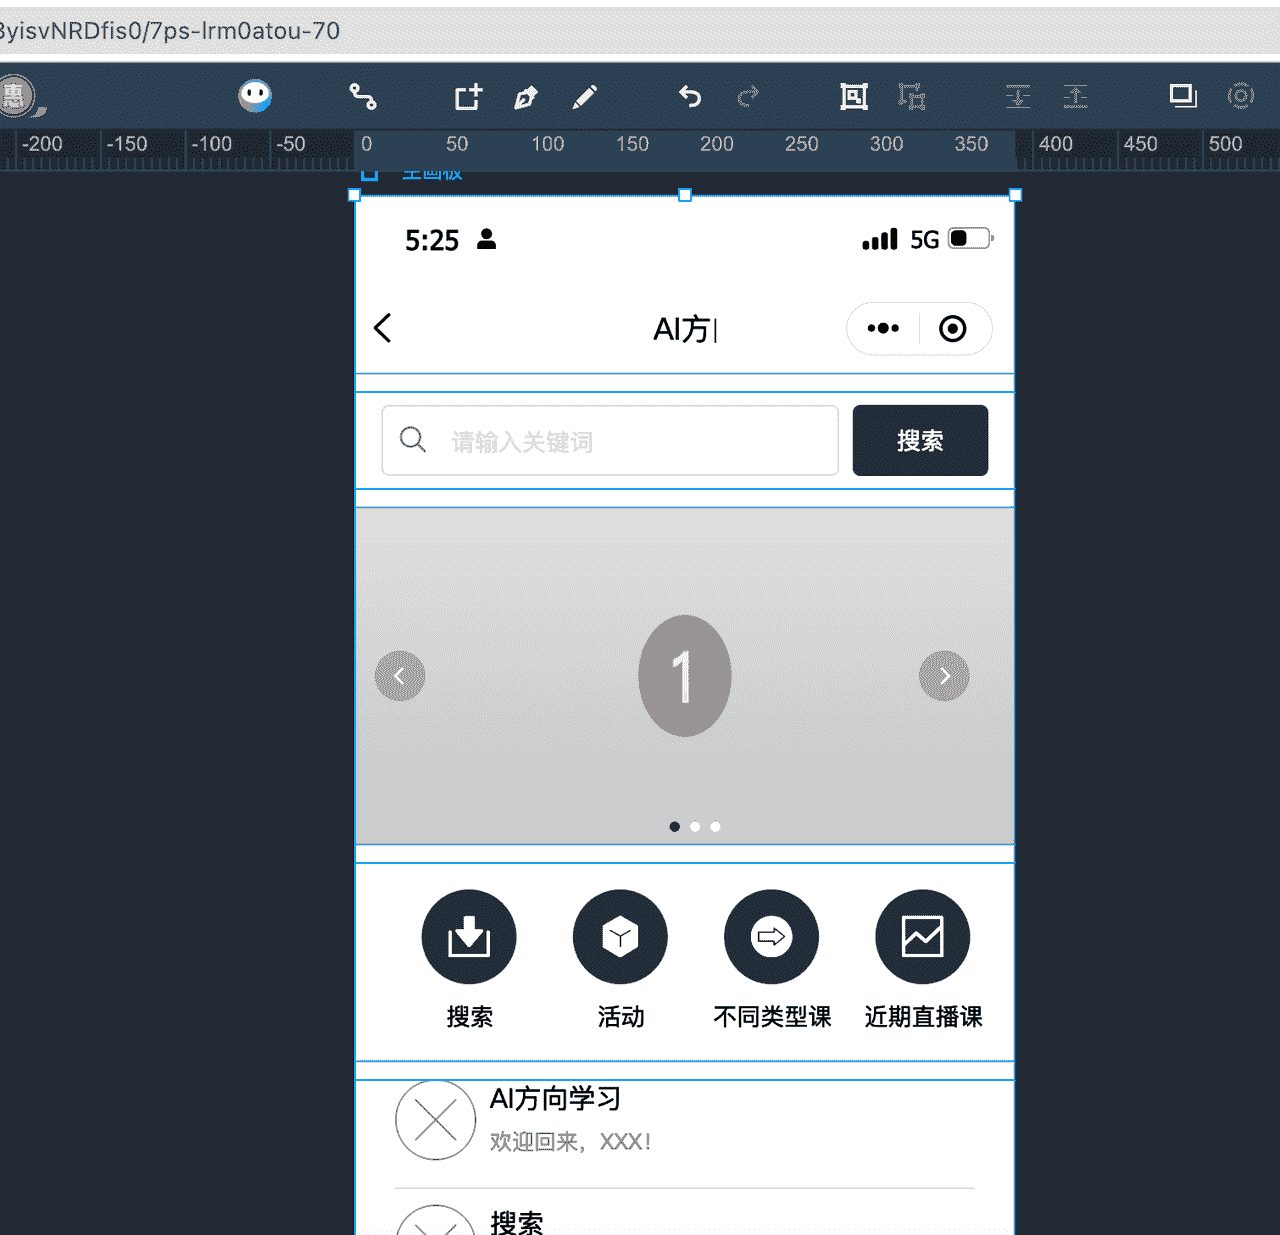 3yisvNRDfis0/7ps-lrm0atou-70
惠
-200 -150 -100 -50 0 50 100 150 200 250 300 350 400 450 500
空画板
5:25 5G
AI方
请输入关键词 搜索
1
搜索 活动 不同类型课 近期直播课
AI方向学习
欢迎回来，XXX！
搜索